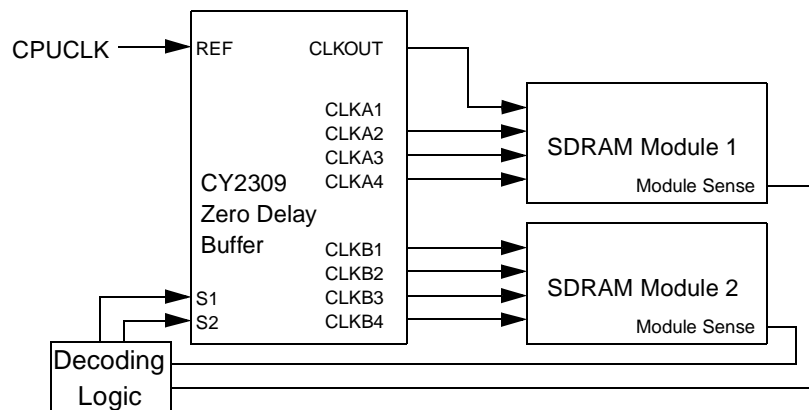 CPUCLK
REF
CLKOUT
CLKA1
CLKA2
CLKA3
CLKA4
CY2309
Zero Delay
Buffer
CLKB1
CLKB2
CLKB3
CLKB4
S1
S2
SDRAM Module 1
Module Sense
SDRAM Module 2
Module Sense
Decoding
Logic